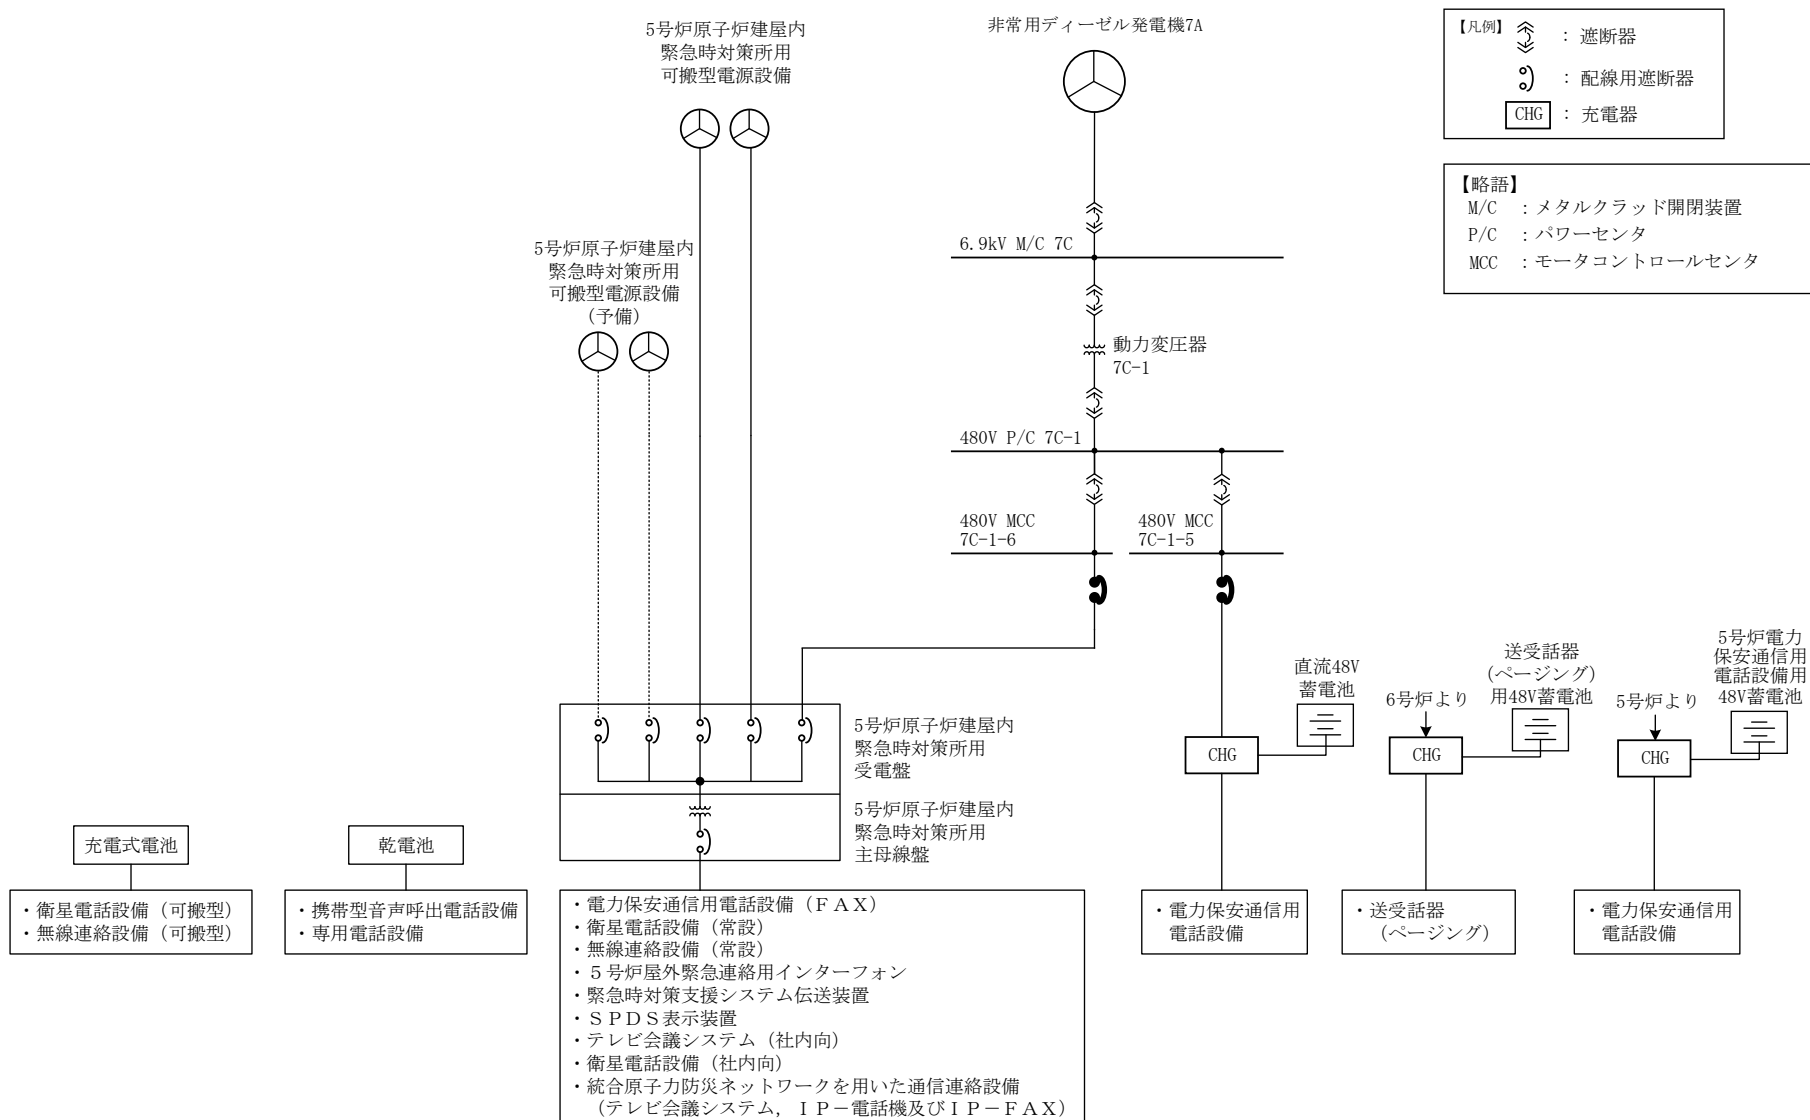 5号炉原子炉建屋内
緊急時対策所用
可搬型電源設備
非常用ディーゼル発電機7A
【凡例】
：遮断器
：配線用遮断器
CHG ：充電器
【略語】
M/C ：メタルクラッド開閉装置
P/C ：パワーセンタ
MCC ：モータコントロールセンタ
5号炉原子炉建屋内
緊急時対策所用
可搬型電源設備
(予備)
6.9kV M/C 7C
動力変圧器
7C-1
480V P/C 7C-1
480V MCC
7C-1-6
480V MCC
7C-1-5
5号炉原子炉建屋内
緊急時対策所用
受電盤
5号炉原子炉建屋内
緊急時対策所用
主母線盤
直流48V
蓄電池
CHG
6号炉より
送受話器
(ページング)
用48V蓄電池
CHG
5号炉より
5号炉電力
保安通信用
電話設備用
48V蓄電池
CHG
充電式電池
・衛星電話設備（可搬型）
・無線連絡設備（可搬型）
乾電池
・携帯型音声呼出電話設備
・専用電話設備
・電力保安通信用電話設備（ＦＡＸ）
・衛星電話設備（常設）
・無線連絡設備（常設）
・５号炉屋外緊急連絡用インターフォン
・緊急時対策支援システム伝送装置
・ＳＰＤＳ表示装置
・テレビ会議システム（社内向）
・衛星電話設備（社内向）
・統合原子力防災ネットワークを用いた通信連絡設備
（テレビ会議システム，ＩＰ－電話機及びＩＰ－ＦＡＸ）
・電力保安通信用
電話設備
・送受話器
（ページング）
・電力保安通信用
電話設備